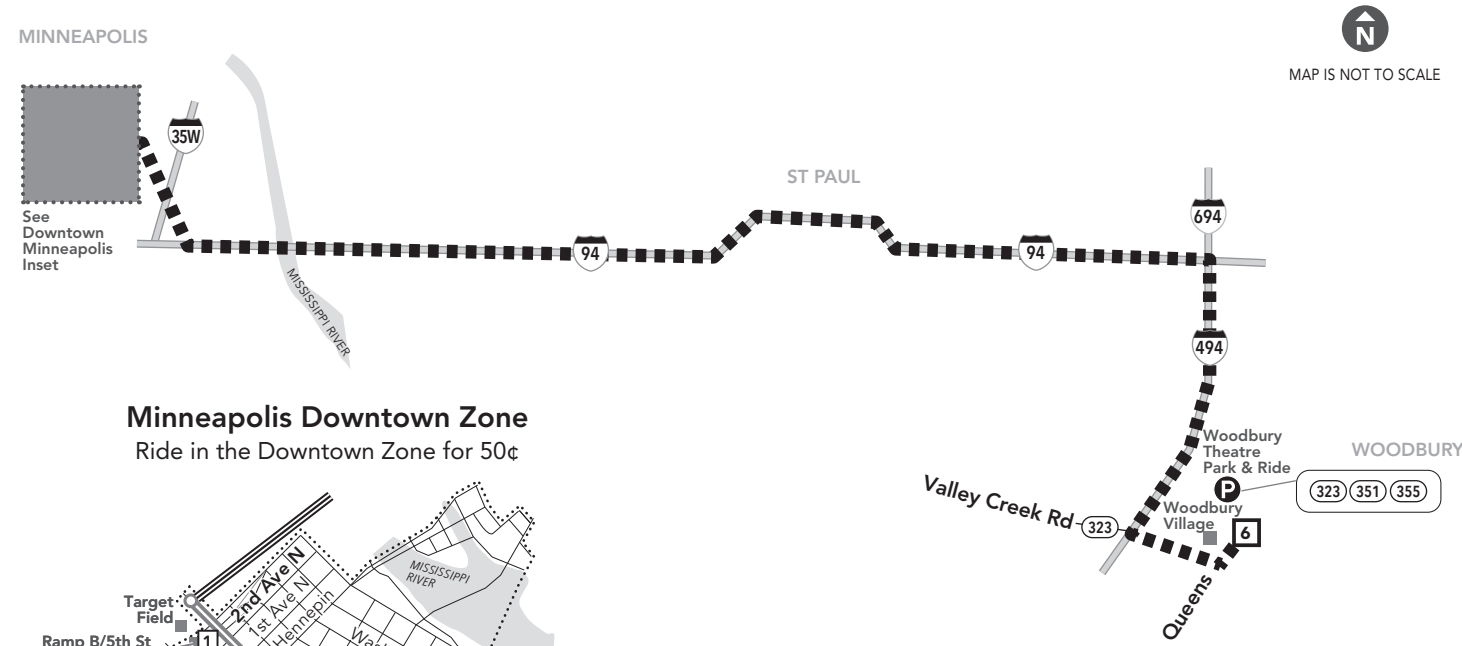 MINNEAPOLIS
N
MAP IS NOT TO SCALE
35W
ST PAUL
694
See
Downtown
Minneapolis
Inset
94
94
MISSISSIPPI RIVER
494
Minneapolis Downtown Zone
Ride in the Downtown Zone for 50¢
Woodbury
Theatre
Park & Ride
WOODBURY
P
323 351 355
Valley Creek Rd
323
Woodbury
Village
6
Queens
MISSISSIPPI
RIVER
2nd Ave N
1st Ave N
Hennepin
Target
Field
Ramp B/5th St
1